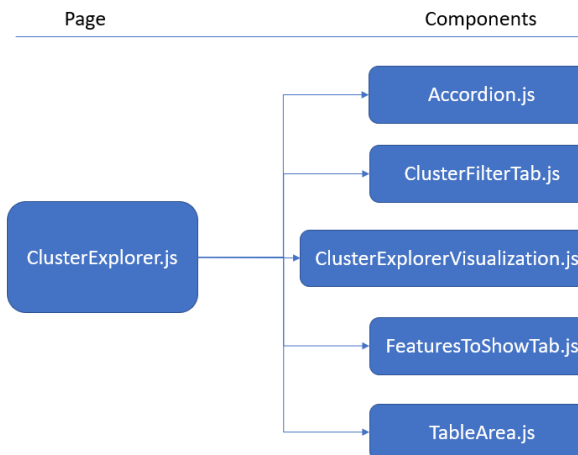 Page
Components
Accordion.js
ClusterFilterTab.js
ClusterExplorer.js
ClusterExplorerVisualization.js
FeaturesToShowTab.js
TableArea.js